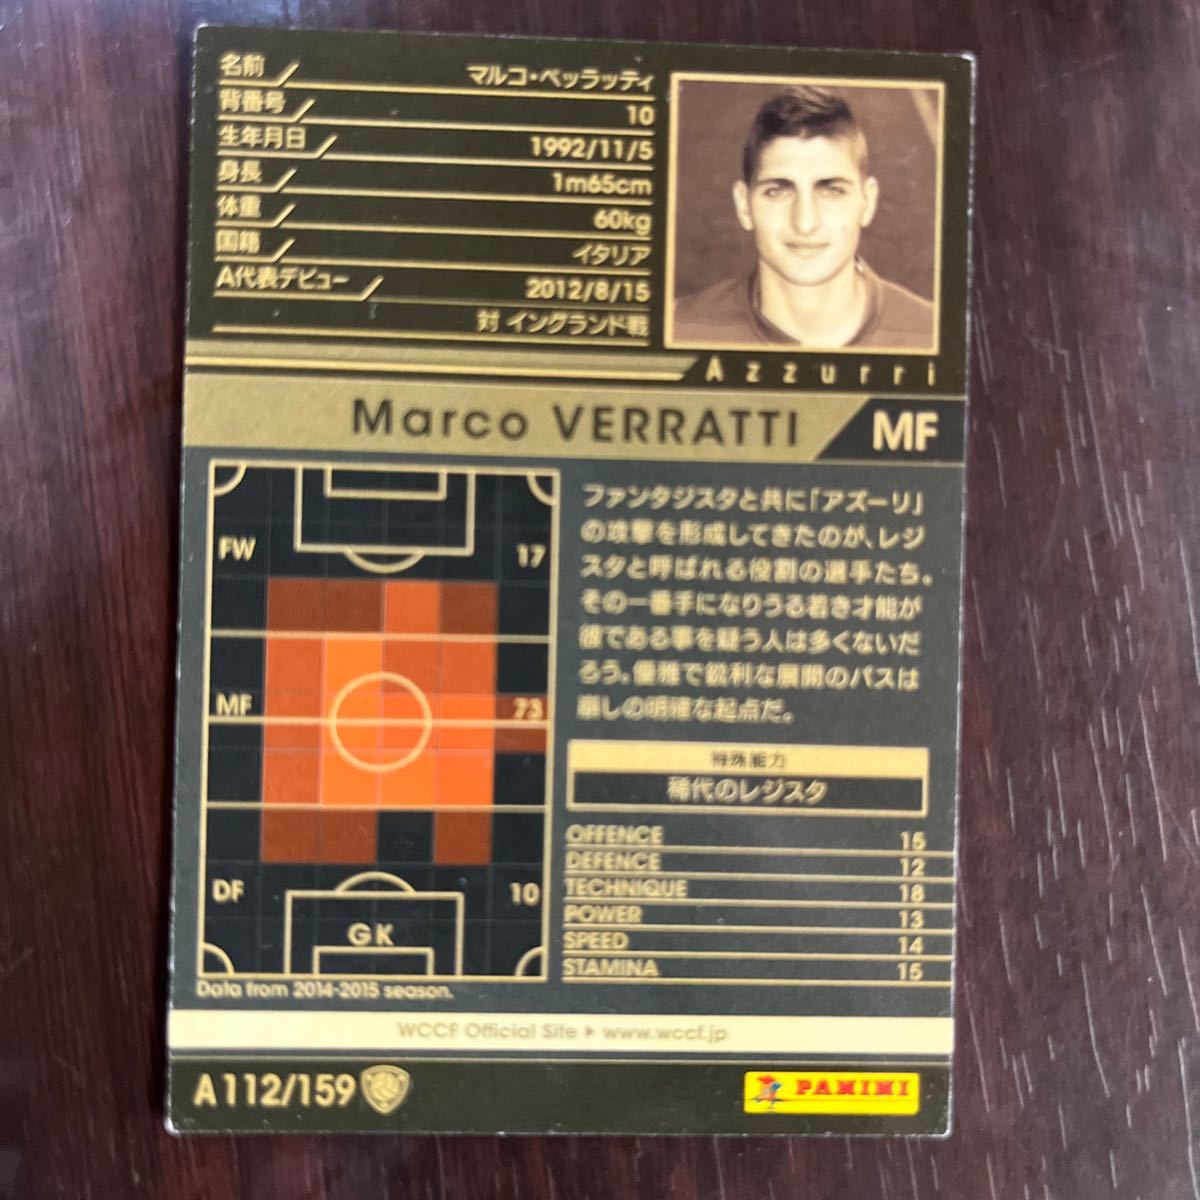 名前 マルコ・ベッラッティ
背番号 10
生年月日 1992/11/5
身長 1m65cm
体重 60kg
国籍 イタリア
A代表デビュー 2012/8/15
対 イングランド戦
Azzurri
Marco VERRATTI MF
FW 17
MF 73
DF 10
GK
Data from 2014-2015 season.
ファンタジスタと共に「アズーリ」
の攻撃を形成してきたのが、レジ
スタと呼ばれる役割の選手たち。
その一番手になりうる若き才能が
彼である事を疑う人は多くないだ
ろう。優雅で鋭利な展開のパスは
崩しの明確な起点だ。
特殊能力
稀代のレジスタ
OFFENCE 15
DEFENCE 12
TECHNIQUE 18
POWER 13
SPEED 14
STAMINA 15
WCCF Official Site ▶ www.wccf.jp
A112/159
PANINI